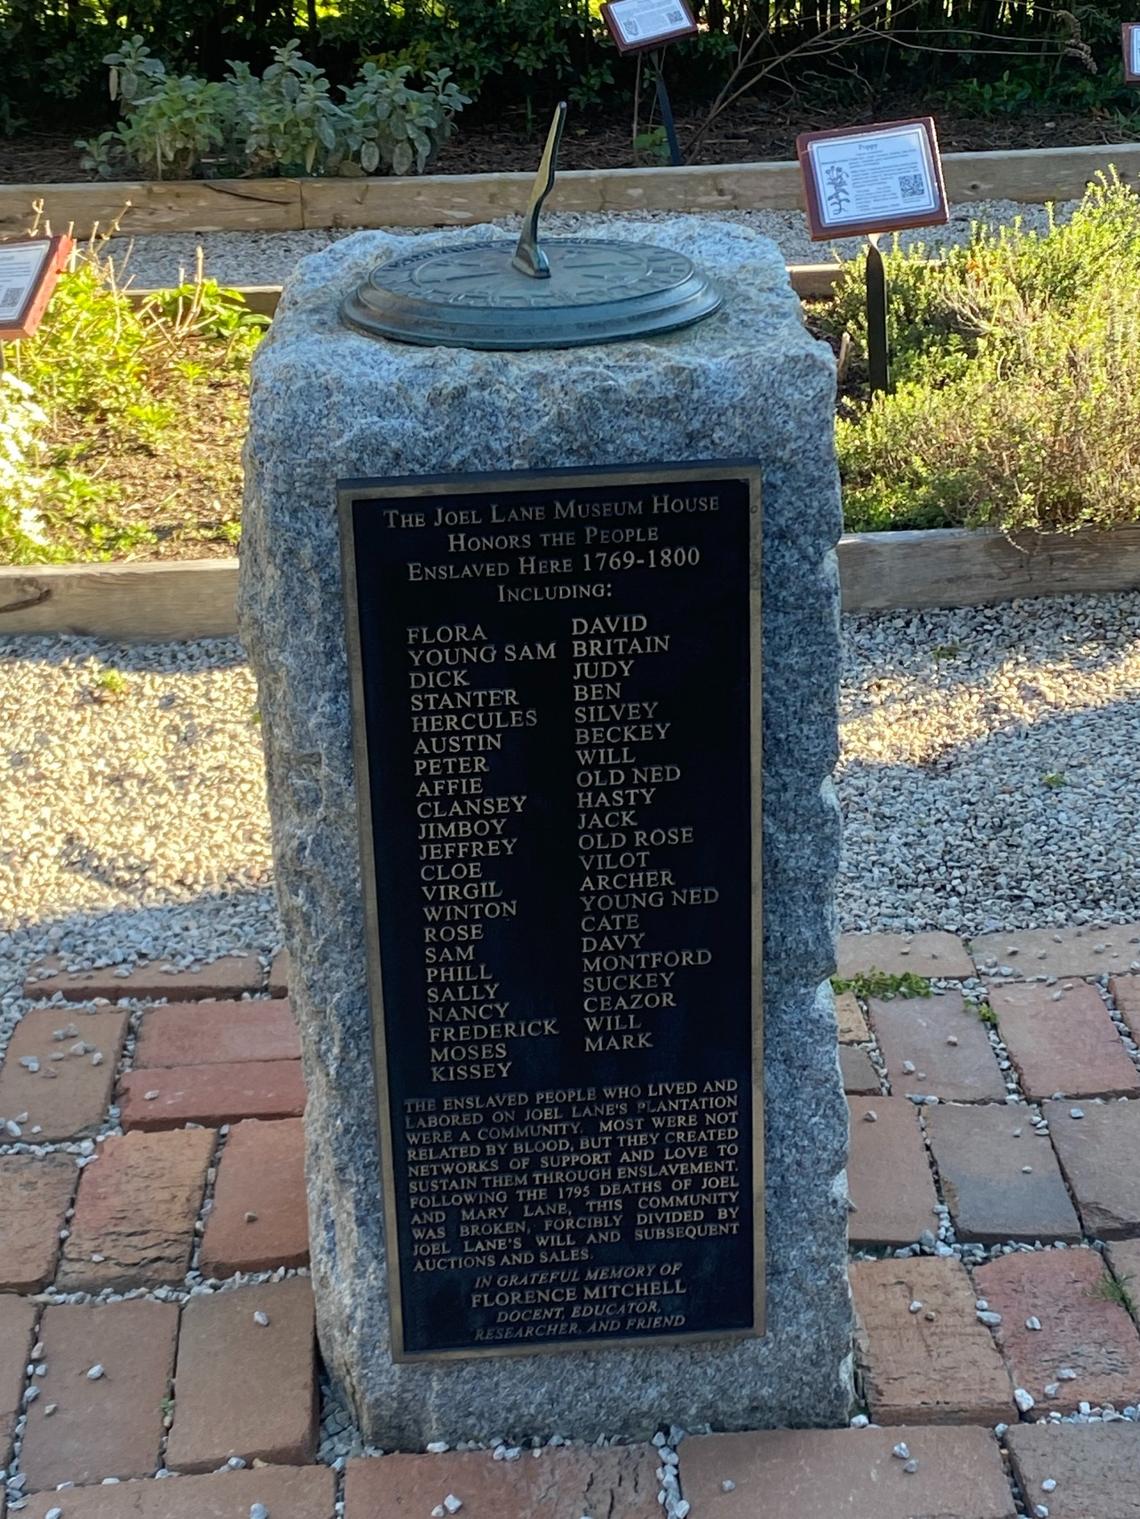 Poppy
The Joel Lane Museum House
Honors the People
Enslaved Here 1769-1800
Including:
FLORA
YOUNG SAM
DICK
STANTER
HERCULES
AUSTIN
PETER
AFFIE
CLANSEY
JIMBOY
JEFFREY
CLOE
VIRGIL
WINTON
ROSE
SAM
PHILL
SALLY
NANCY
FREDERICK
MOSES
KISSEY
DAVID
BRITAIN
JUDY
BEN
SILVEY
BECKEY
WILL
OLD NED
HASTY
JACK
OLD ROSE
VILOT
ARCHER
YOUNG NED
CATE
DAVY
MONTFORD
SUCKEY
CEAZOR
WILL
MARK
THE ENSLAVED PEOPLE WHO LIVED AND
LABORED ON JOEL LANE'S PLANTATION
WERE A COMMUNITY. MOST WERE NOT
RELATED BY BLOOD, BUT THEY CREATED
NETWORKS OF SUPPORT AND LOVE TO
SUSTAIN THEM THROUGH ENSLAVEMENT.
FOLLOWING THE 1795 DEATHS OF JOEL
AND MARY LANE, THIS COMMUNITY
WAS BROKEN, FORCIBLY DIVIDED BY
JOEL LANE'S WILL AND SUBSEQUENT
AUCTIONS AND SALES.
IN GRATEFUL MEMORY OF
FLORENCE MITCHELL
DOCENT, EDUCATOR,
RESEARCHER, AND FRIEND